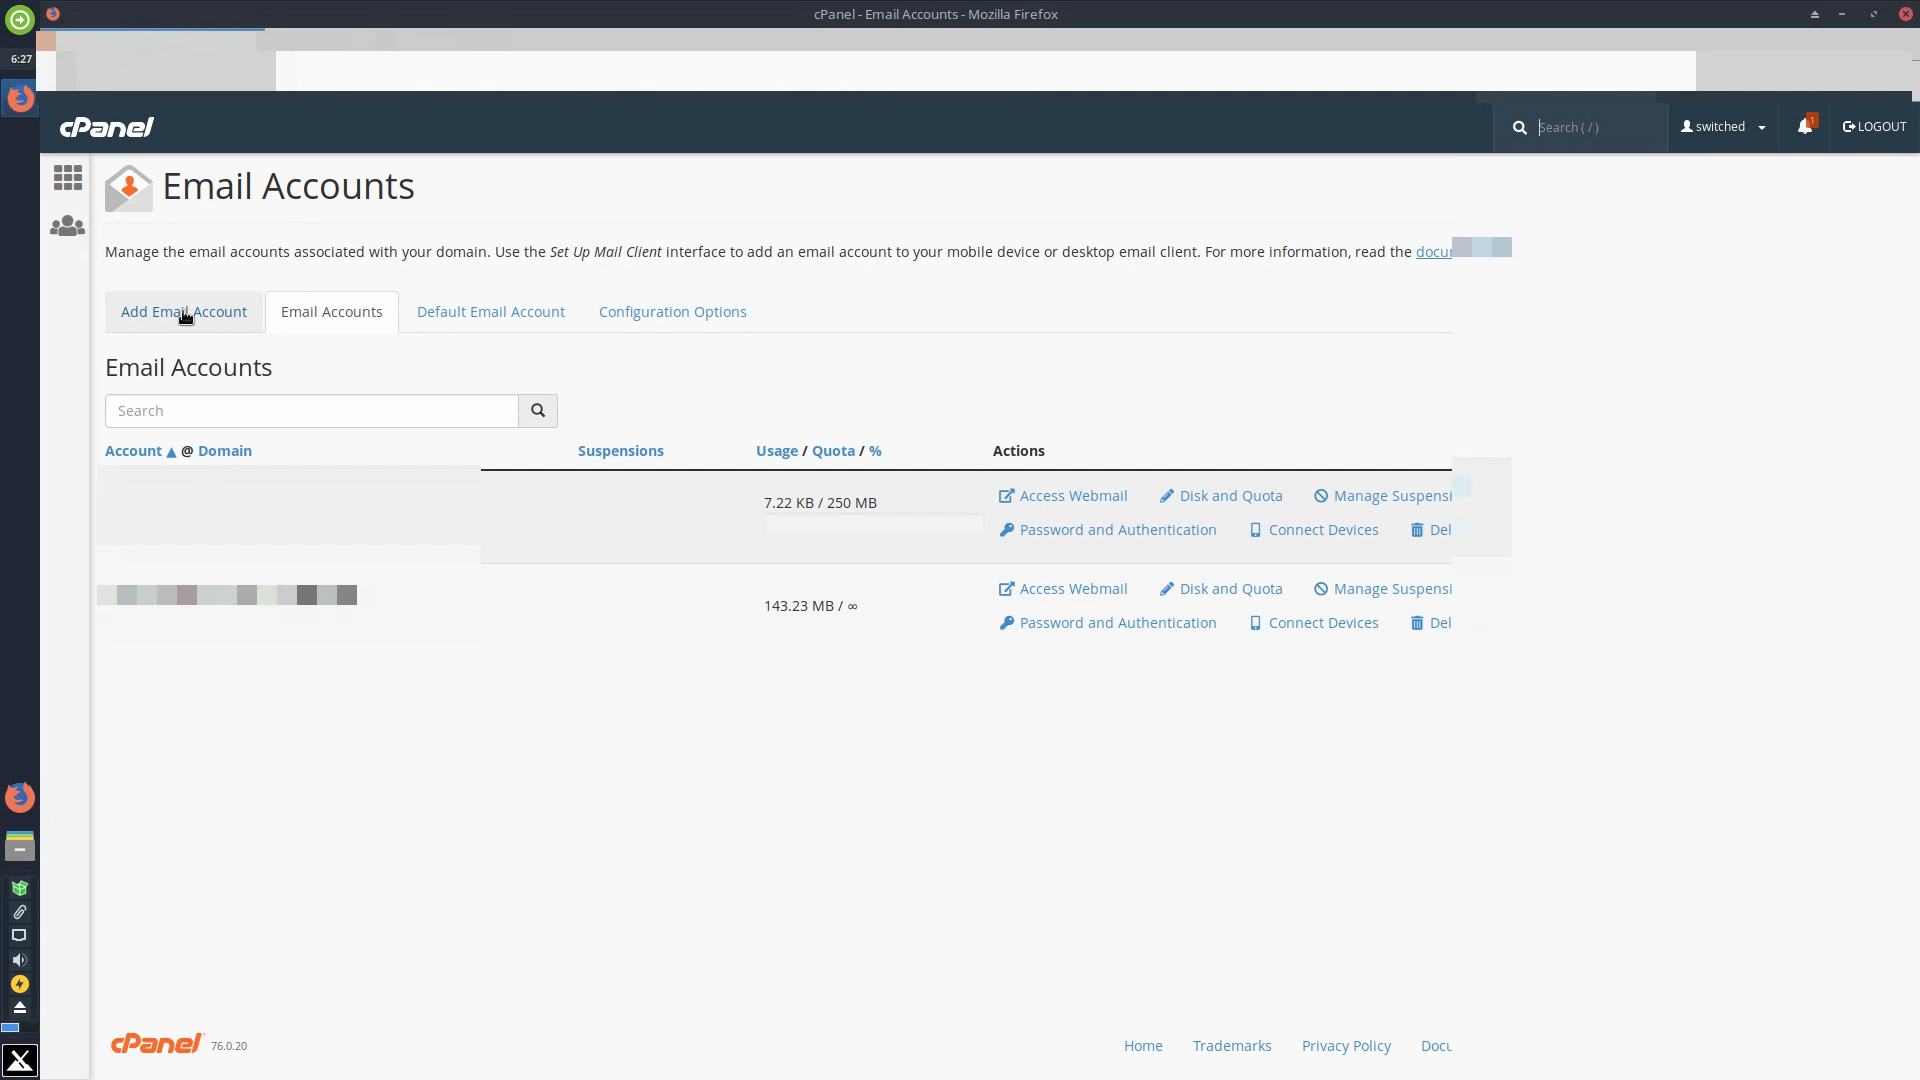 cPanel - Email Accounts - Mozilla Firefox
6:27
cPanel
Search ( / )
switched
1
LOGOUT
Email Accounts
Manage the email accounts associated with your domain. Use the Set Up Mail Client interface to add an email account to your mobile device or desktop email client. For more information, read the
Add Email Account
Email Accounts
Default Email Account
Configuration Options
Email Accounts
Search
Account ▲ @ Domain
Suspensions
Usage / Quota / %
Actions
7.22 KB / 250 MB
Access Webmail
Disk and Quota
Manage Suspensi
Password and Authentication
Connect Devices
Del
143.23 MB / ∞
Access Webmail
Disk and Quota
Manage Suspensi
Password and Authentication
Connect Devices
Del
cPanel
76.0.20
Home
Trademarks
Privacy Policy
Docu